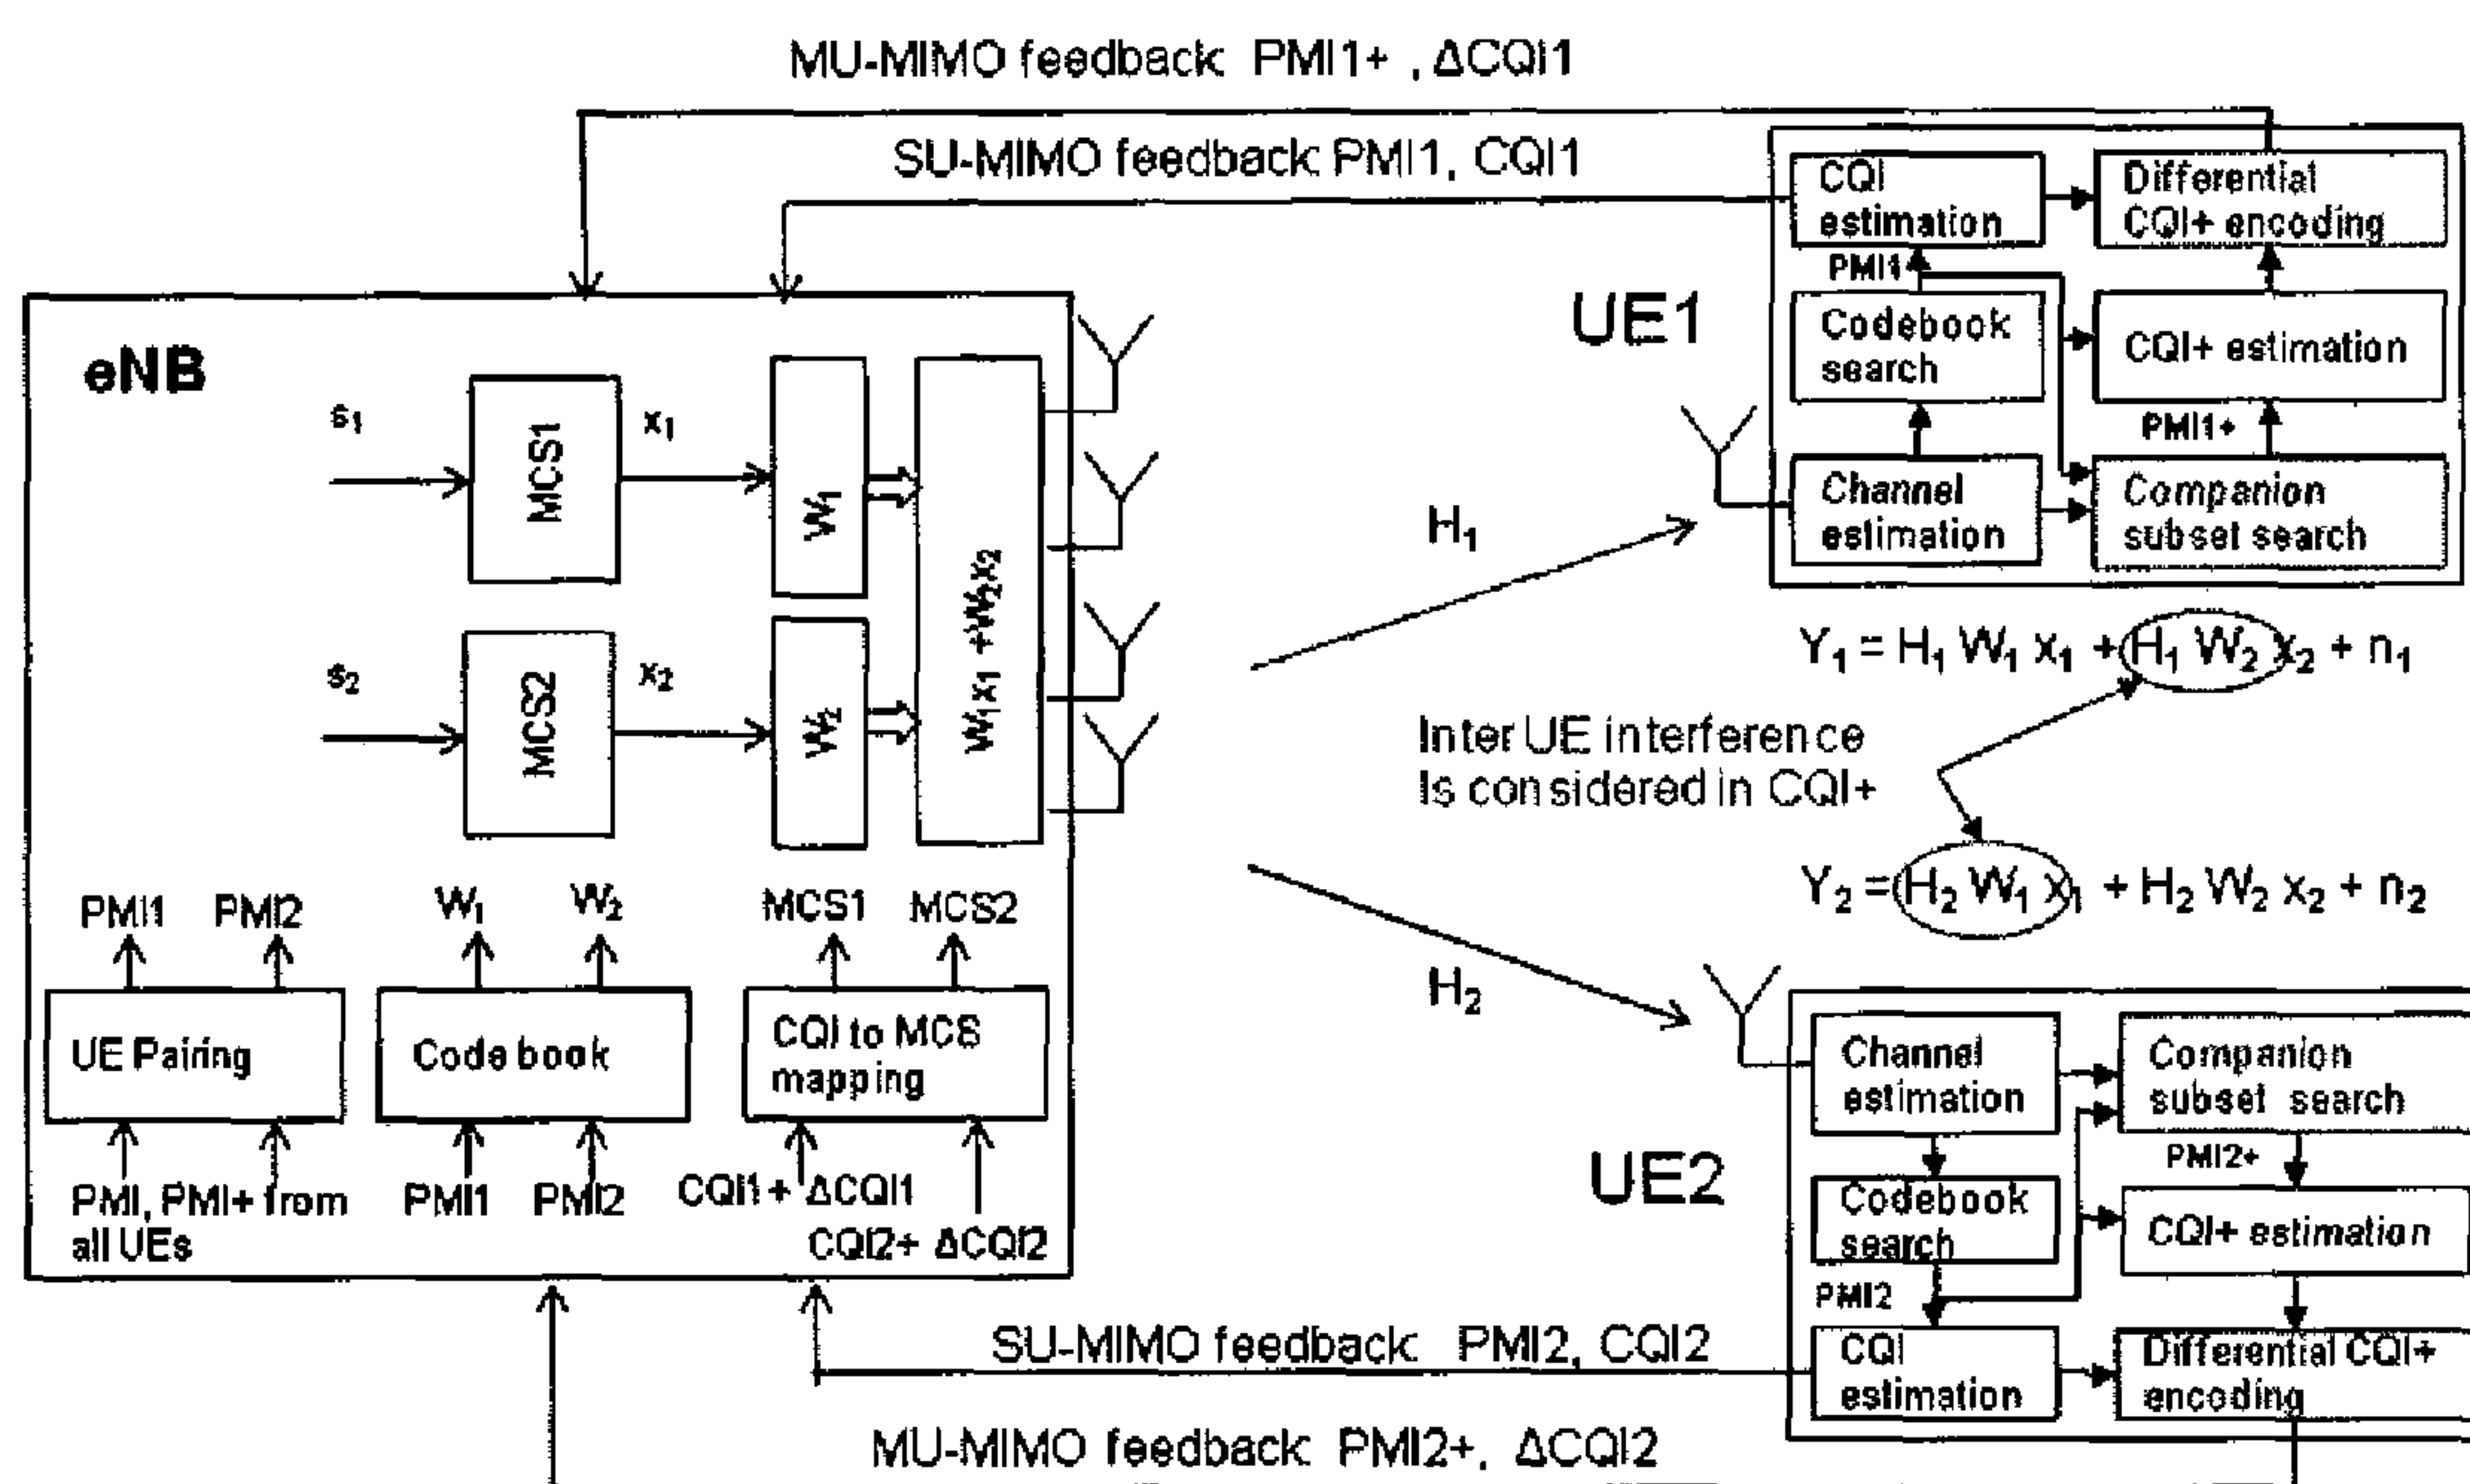 MU-MIMO feedback: PMI1+ , ΔCQI1
SU-MIMO feedback: PMI1, CQI1
eNB
s₁
MCS1
x₁
W₁
W₁x₁ +W₂x₂
s₂
MCS2
x₂
W₂
PMI1
PMI2
W₁
W₂
MCS1
MCS2
UE Pairing
Code book
CQI to MCS
mapping
PMI, PMI+ from
all UEs
PMI1
PMI2
CQI1+ ΔCQI1
CQI2+ ΔCQI2
H₁
H₂
UE1
CQI
estimation
Differential
CQI+ encoding
PMI1
Codebook
search
CQI+ estimation
PMI1+
Channel
estimation
Companion
subset search
Y₁ = H₁ W₁ x₁ + H₁ W₂ x₂ + n₁
Inter UE interference
Is considered in CQI+
Y₂ = H₂ W₁ x₁ + H₂ W₂ x₂ + n₂
UE2
Channel
estimation
Companion
subset search
PMI2+
Codebook
search
CQI+ estimation
PMI2
CQI
estimation
Differential CQI+
encoding
SU-MIMO feedback: PMI2, CQI2
MU-MIMO feedback: PMI2+, ΔCQI2